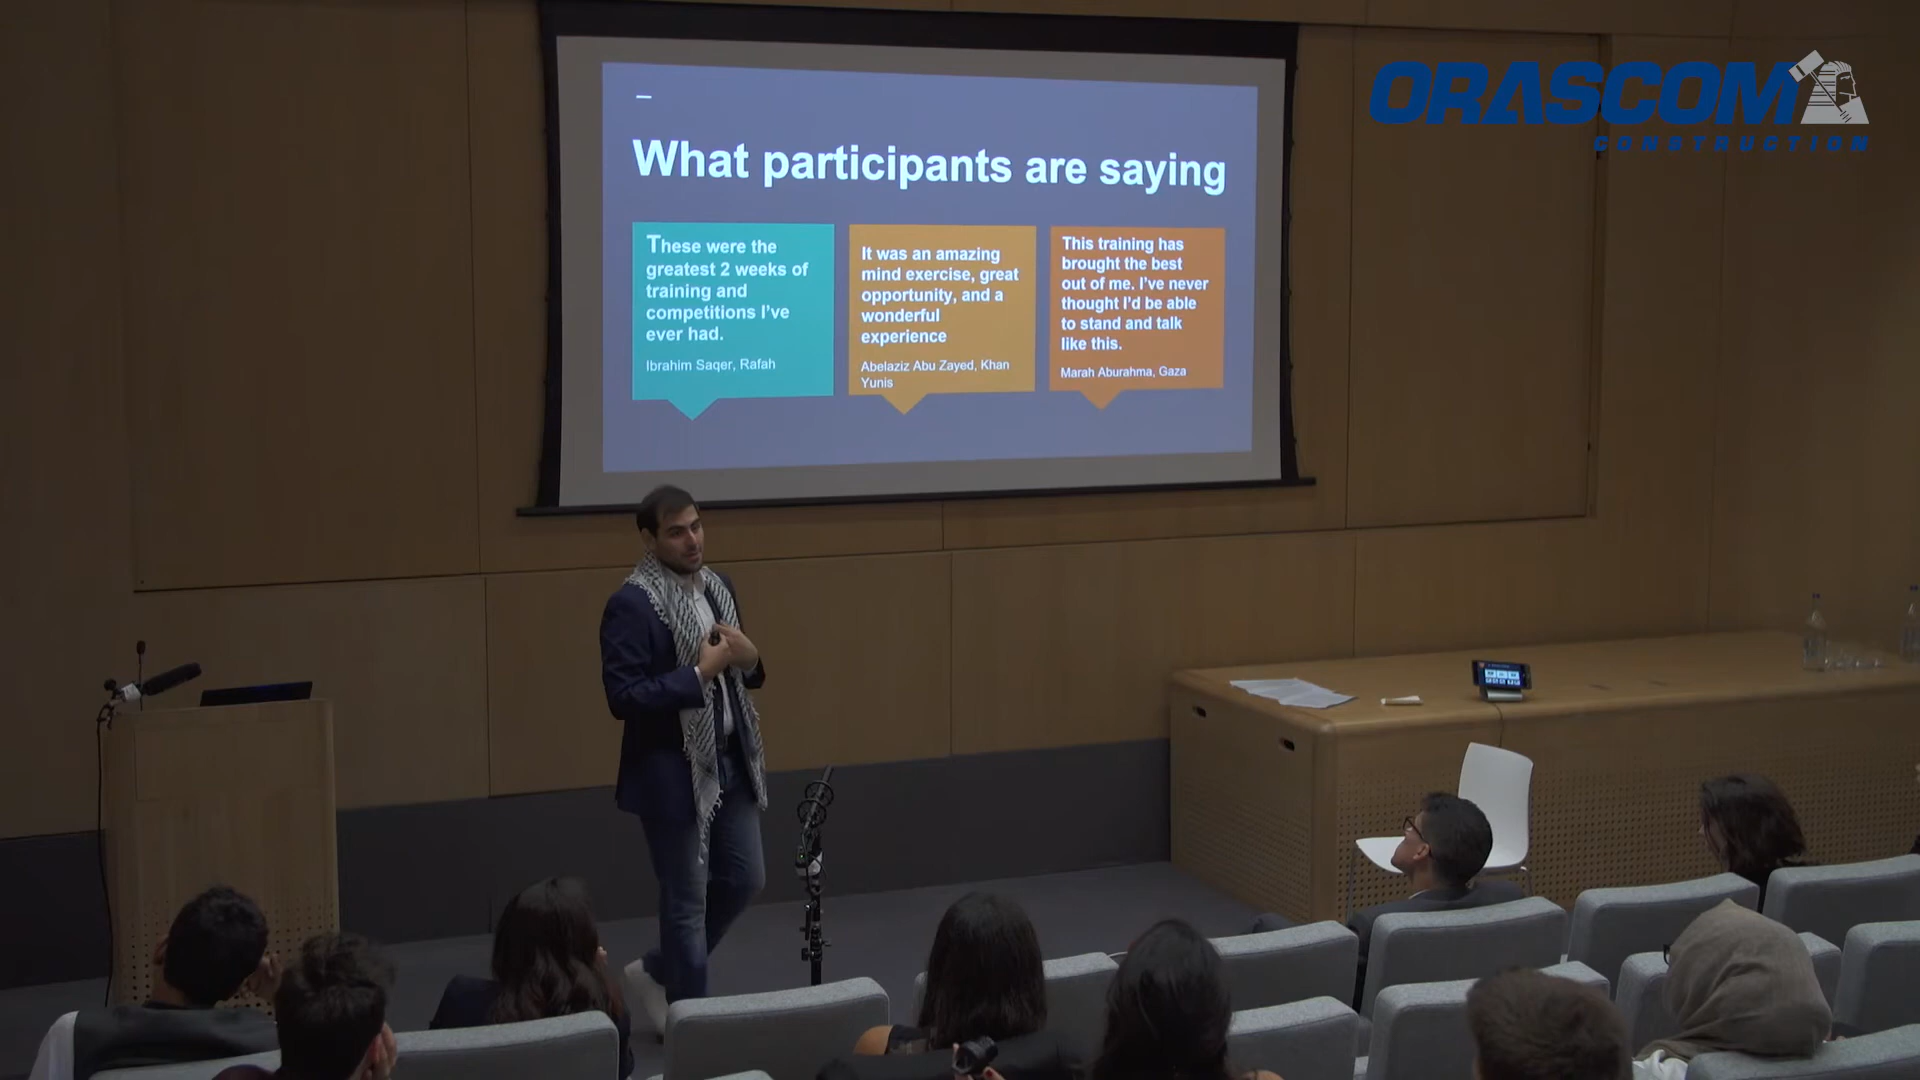 ORASCOM
CONSTRUCTION
What participants are saying
These were the
greatest 2 weeks of
training and
competitions I've
ever had.
Ibrahim Saqer, Rafah
It was an amazing
mind exercise, great
opportunity, and a
wonderful
experience
Abelaziz Abu Zayed, Khan
Yunis
This training has
brought the best
out of me. I've never
thought I'd be able
to stand and talk
like this.
Marah Aburahma, Gaza